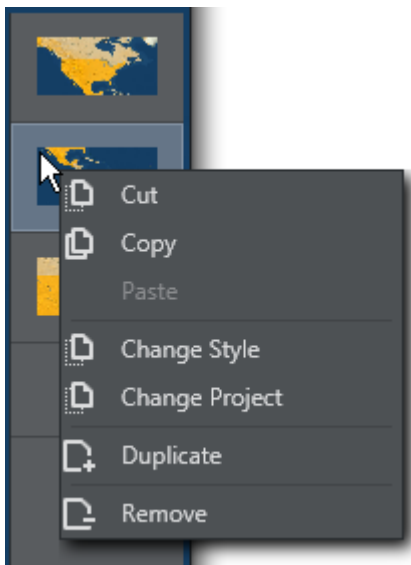 Cut
Copy
Paste
Change Style
Change Project
Duplicate
Remove